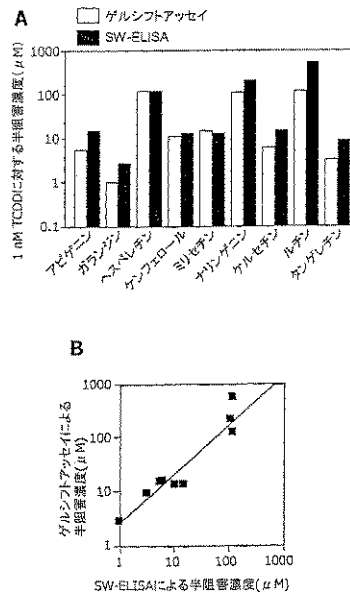 A
ゲルシフトアッセイ
SW-ELISA
1 nM TCDDに対する半阻害濃度(μM)
1000
100
10
1
0.1
アピゲニン
ガランジン
ヘスペレチン
ケンフェロール
ミリセチン
ナリンゲニン
ケルセチン
ルチン
タンゲレチン
B
ゲルシフトアッセイによる
半阻害濃度(μM)
1000
100
10
1
1
10
100
1000
SW-ELISAによる半阻害濃度(μM)